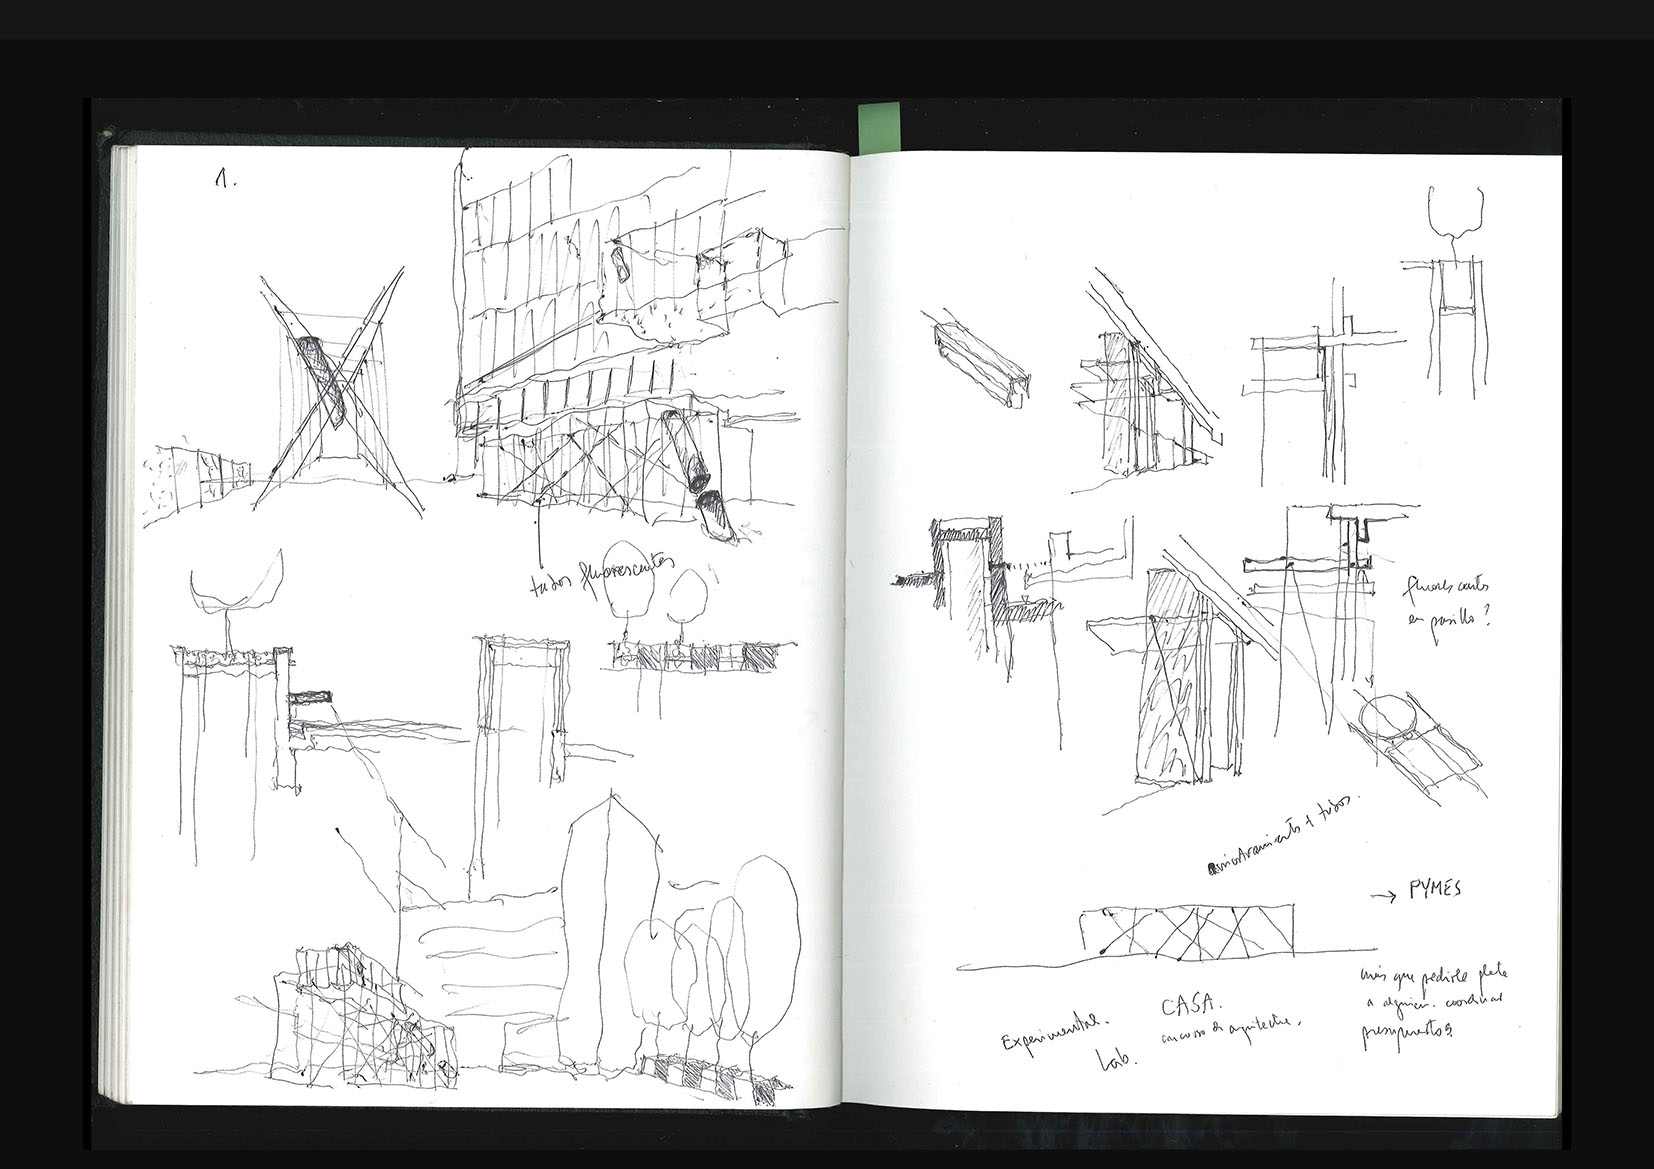 1.
tubos fluorescentes
fluorescentes
en pasillo?
arriostramiento + tubos.
→ PYMES
más que pedirle plata
a alguien. coordinar
presupuestos
CASA.
concurso de arquitectura.
Experimental.
Lab.